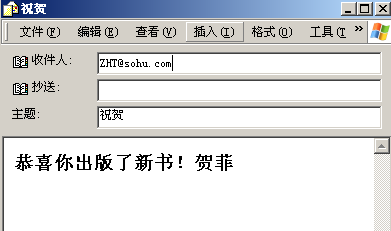 祝贺
文件(F) 编辑(E) 查看(V) 插入(I) 格式(O) 工具(T) »
收件人: ZHT@sohu.com
抄送:
主题: 祝贺
恭喜你出版了新书！贺菲